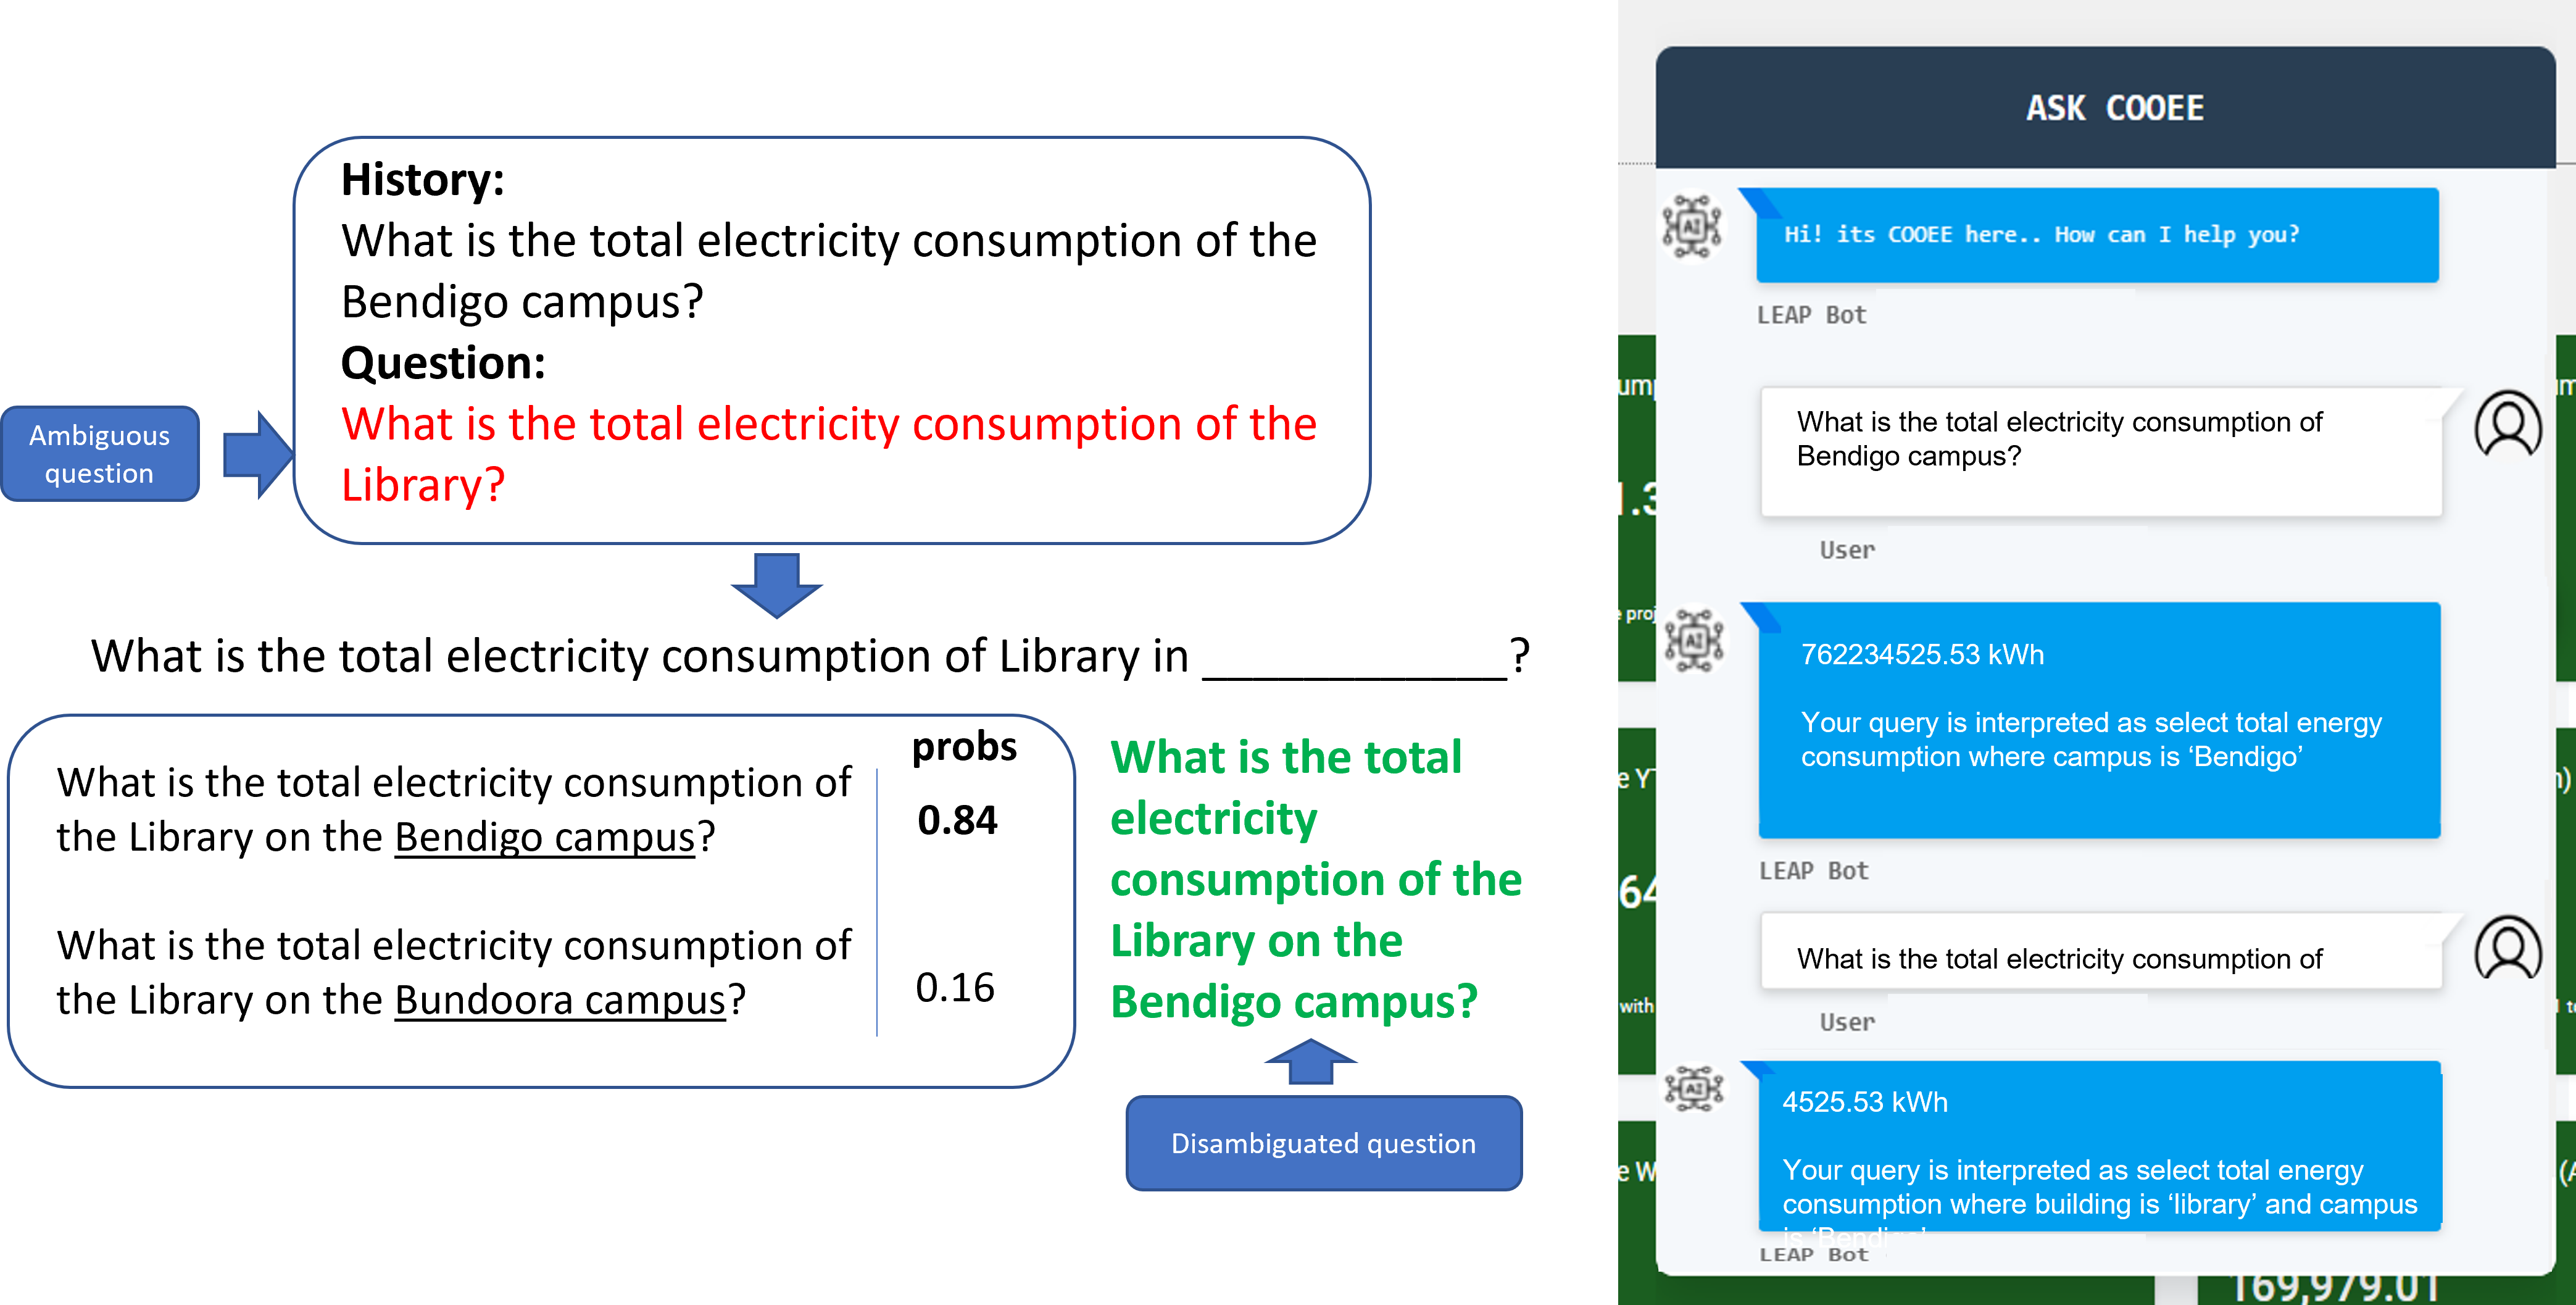 History:
What is the total electricity consumption of the
Bendigo campus?
Question:
What is the total electricity consumption of the
Library?
Ambiguous
question
What is the total electricity consumption of Library in ____________?
probs
What is the total electricity consumption of
the Library on the Bendigo campus?
0.84
What is the total electricity consumption of
the Library on the Bundoora campus?
0.16
What is the total
electricity
consumption of the
Library on the
Bendigo campus?
Disambiguated question
ASK COOEE
AI
Hi! its COOEE here.. How can I help you?
LEAP Bot
What is the total electricity consumption of
Bendigo campus?
User
AI
762234525.53 kWh
Your query is interpreted as select total energy
consumption where campus is ‘Bendigo’
LEAP Bot
What is the total electricity consumption of
User
AI
4525.53 kWh
Your query is interpreted as select total energy
consumption where building is ‘library’ and campus
is ‘Bendigo’
LEAP Bot
with
169,979.01